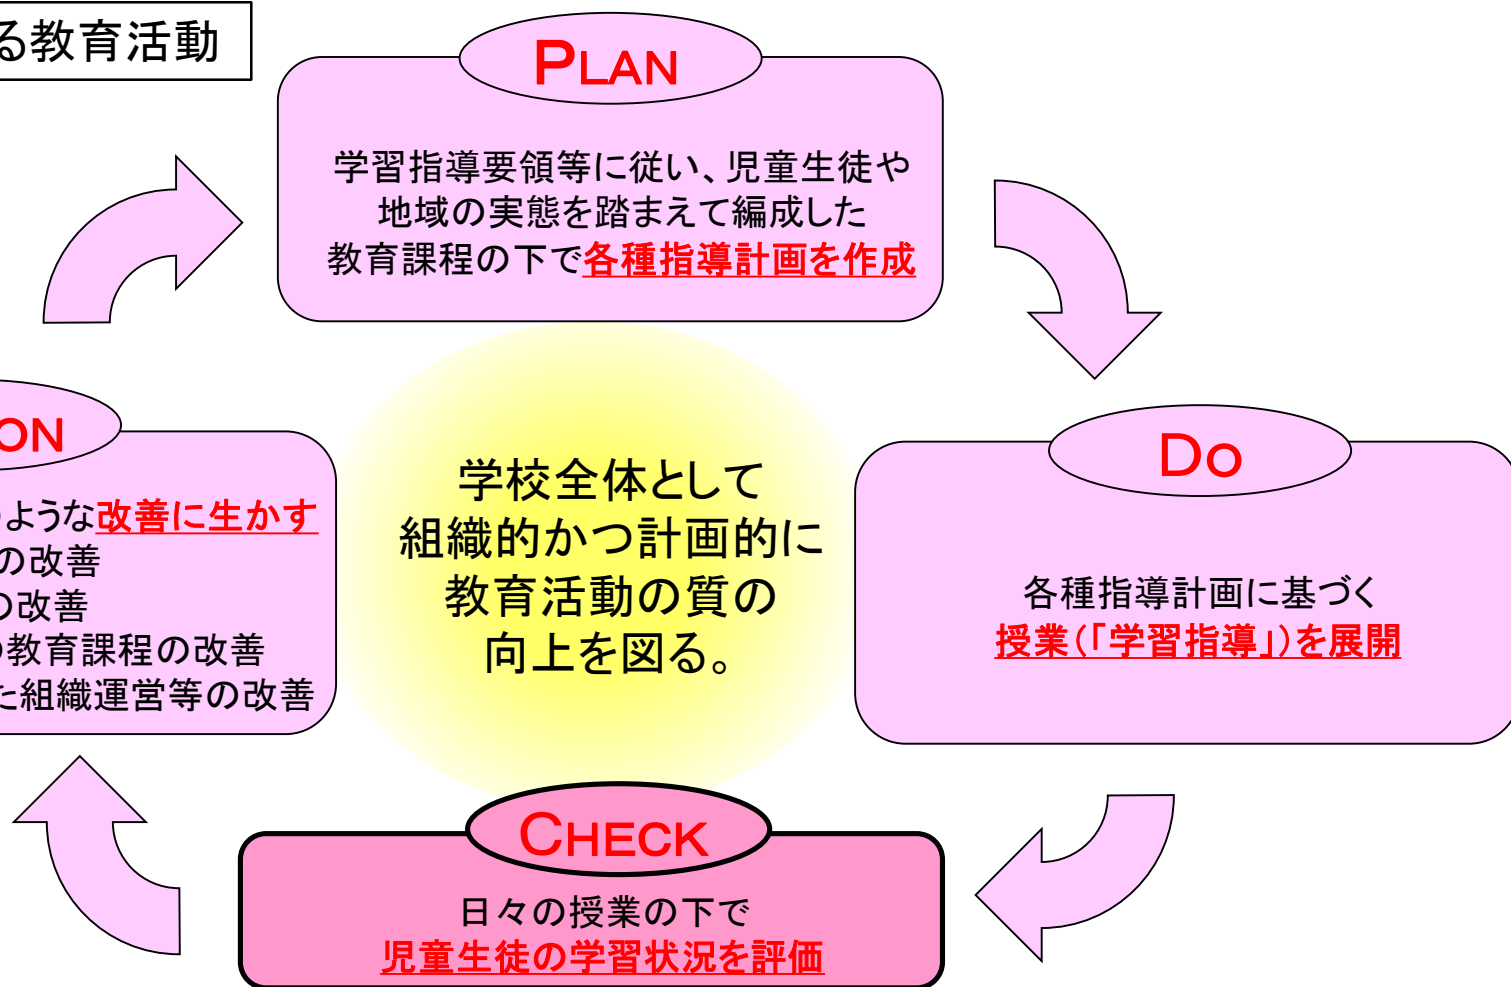 る教育活動
PLAN
学習指導要領等に従い、児童生徒や
地域の実態を踏まえて編成した
教育課程の下で各種指導計画を作成
DO
各種指導計画に基づく
授業(「学習指導」)を展開
CHECK
日々の授業の下で
児童生徒の学習状況を評価
ON
ような改善に生かす
の改善
の改善
教育課程の改善
た組織運営等の改善
学校全体として
組織的かつ計画的に
教育活動の質の
向上を図る。